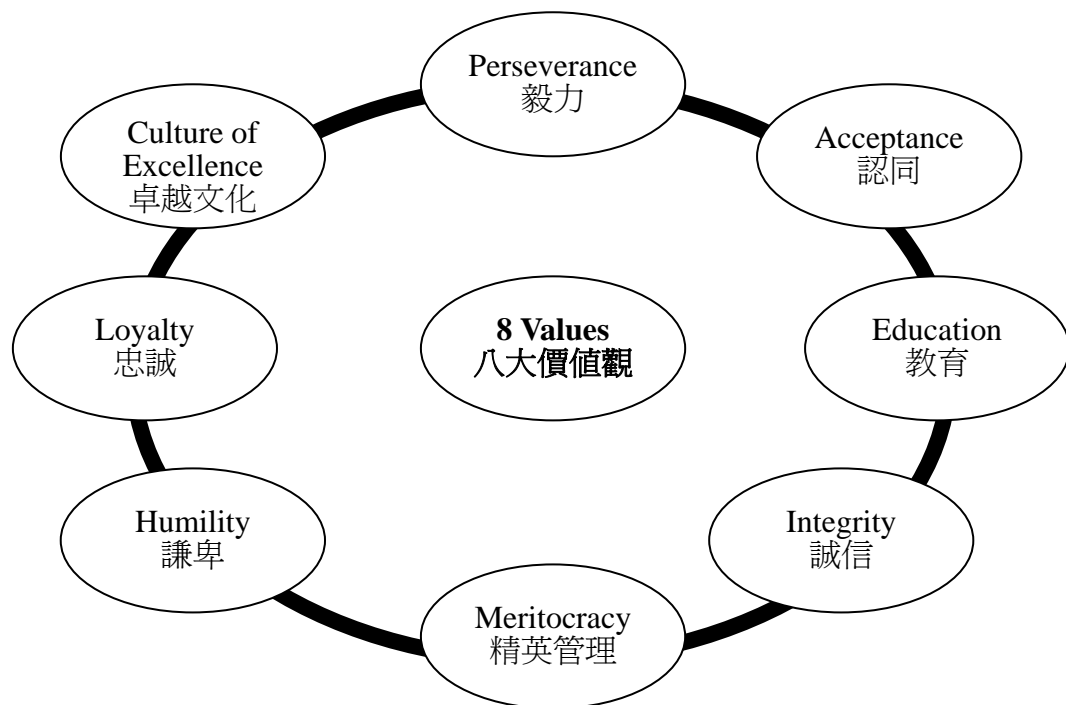 Perseverance
毅力
Acceptance
認同
Education
教育
Integrity
誠信
Meritocracy
精英管理
Humility
謙卑
Loyalty
忠誠
Culture of
Excellence
卓越文化
8 Values
八大價值觀